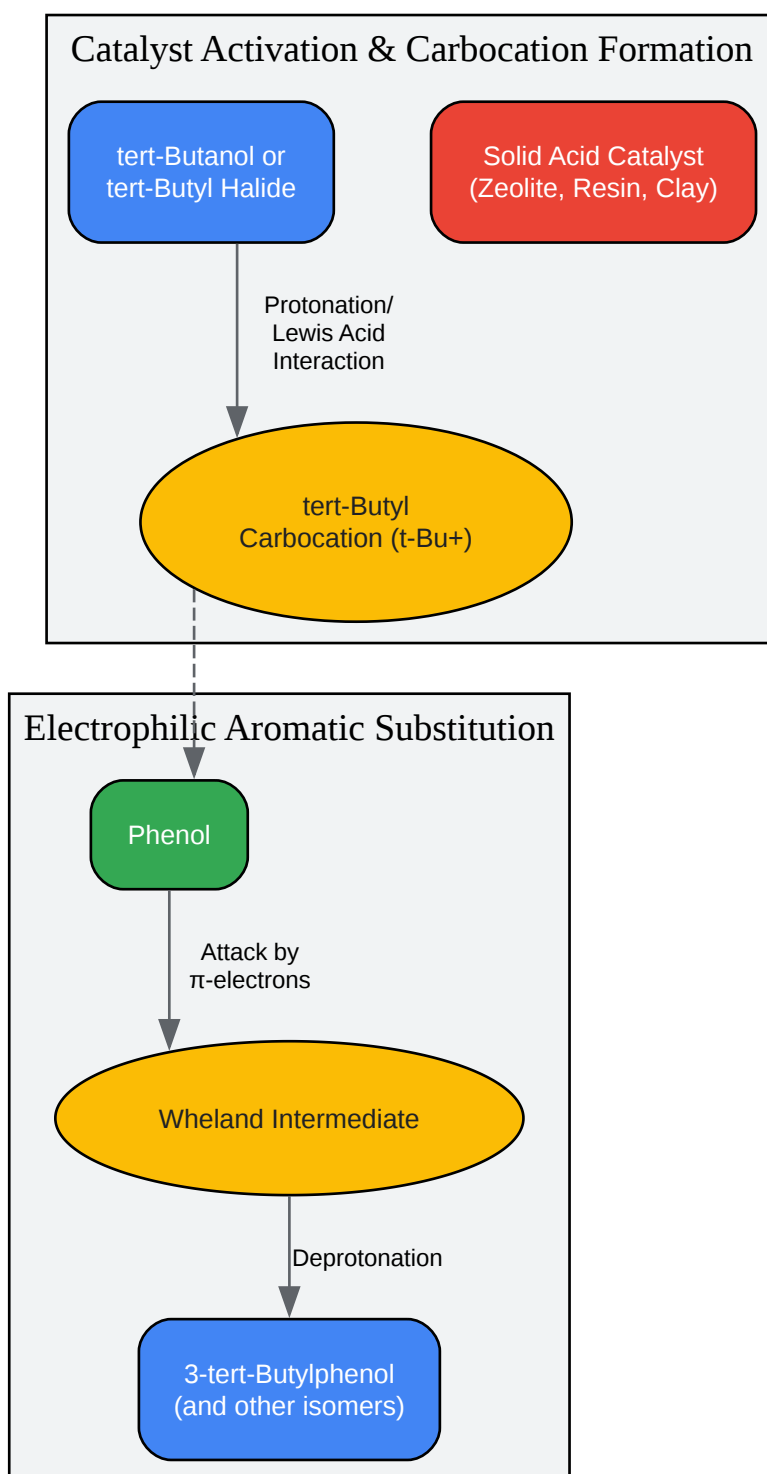 Catalyst Activation & Carbocation Formation
tert-Butanol or
tert-Butyl Halide
Solid Acid Catalyst
(Zeolite, Resin, Clay)
Protonation/
Lewis Acid
Interaction
tert-Butyl
Carbocation (t-Bu+)
Electrophilic Aromatic Substitution
Phenol
Attack by
π-electrons
Wheland Intermediate
Deprotonation
3-tert-Butylphenol
(and other isomers)